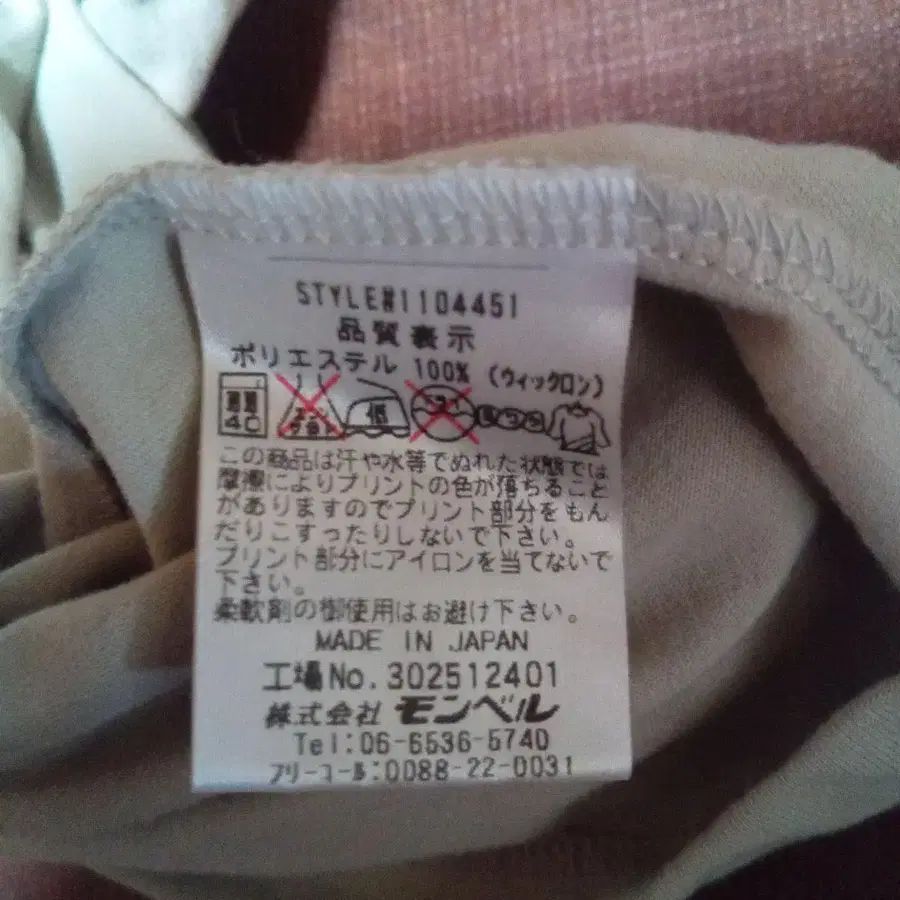 STYLE#1104451
品質表示
ポリエステル 100% (ウィックロン)
40 低
この商品は汗や水等でぬれた状態では
摩擦によりプリントの色が落ちること
がありますのでプリント部分をもん
だりこすったりしないで下さい。
プリント部分にアイロンを当てないで
下さい。
柔軟剤の御使用はお避け下さい。
MADE IN JAPAN
工場No.302512401
株式会社 モンベル
Tel:06-6536-5740
フリーコール:0088-22-0031